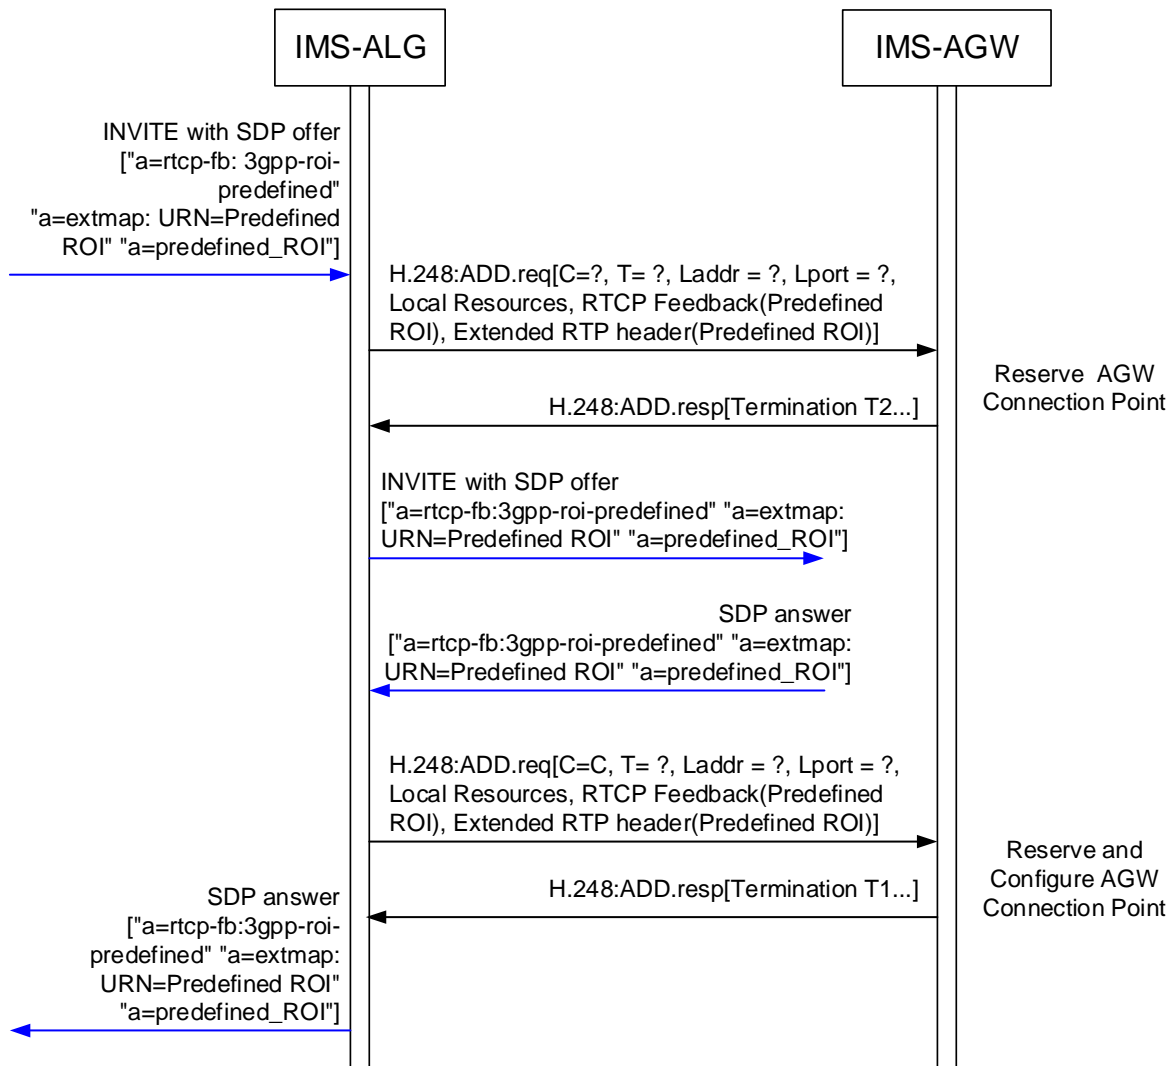 IMS-ALG
IMS-AGW
INVITE with SDP offer
["a=rtcp-fb: 3gpp-roi-
predefined"
"a=extmap: URN=Predefined
ROI" "a=predefined_ROI"]
H.248:ADD.req[C=?, T= ?, Laddr = ?, Lport = ?,
Local Resources, RTCP Feedback(Predefined
ROI), Extended RTP header(Predefined ROI)]
Reserve AGW
Connection Point
H.248:ADD.resp[Termination T2...]
INVITE with SDP offer
["a=rtcp-fb:3gpp-roi-predefined" "a=extmap:
URN=Predefined ROI" "a=predefined_ROI"]
SDP answer
["a=rtcp-fb:3gpp-roi-predefined" "a=extmap:
URN=Predefined ROI" "a=predefined_ROI"]
H.248:ADD.req[C=C, T= ?, Laddr = ?, Lport = ?,
Local Resources, RTCP Feedback(Predefined
ROI), Extended RTP header(Predefined ROI)]
Reserve and
Configure AGW
Connection Point
H.248:ADD.resp[Termination T1...]
SDP answer
["a=rtcp-fb:3gpp-roi-
predefined" "a=extmap:
URN=Predefined ROI"
"a=predefined_ROI"]